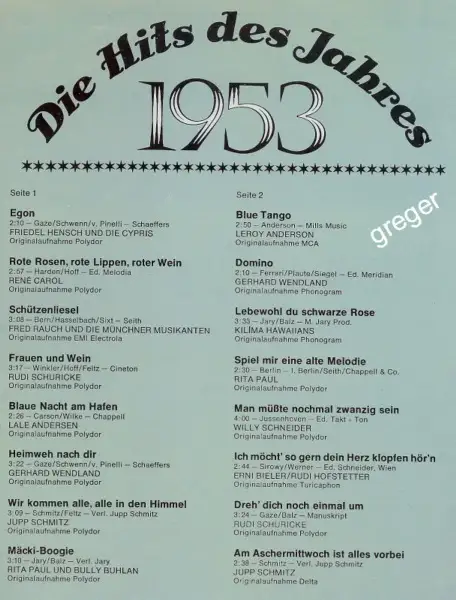 Die Hits des Jahres
1953
Seite 1
Egon
2:10 – Gaze/Schwenn/v. Pinelli – Schaeffers
FRIEDEL HENSCH UND DIE CYPRIS
Originalaufnahme Polydor
Rote Rosen, rote Lippen, roter Wein
2:57 – Harden/Hoff – Ed. Melodia
RENÉ CAROL
Originalaufnahme Polydor
Schützenliesel
3:08 – Born/Hasselbach/Sixt – Seith
FRED RAUCH UND DIE MÜNCHNER MUSIKANTEN
Originalaufnahme EMI Electrola
Frauen und Wein
3:17 – Winkler/Hoff/Feltz – Cineton
RUDI SCHURICKE
Originalaufnahme Polydor
Blaue Nacht am Hafen
2:26 – Carson/Wilke – Chappell
LALE ANDERSEN
Originalaufnahme Polydor
Heimweh nach dir
3:22 – Gaze/Schwenn/v. Pinelli – Schaeffers
GERHARD WENDLAND
Originalaufnahme Polydor
Wir kommen alle, alle in den Himmel
3:09 – Schmitz/Feltz – Verl. Jupp Schmitz
JUPP SCHMITZ
Originalaufnahme Polydor
Mäcki-Boogie
3:10 – Jary/Balz – Verl. Jary
RITA PAUL UND BULLY BUHLAN
Originalaufnahme Polydor
Seite 2
Blue Tango
2:50 – Anderson – Mills Music
LEROY ANDERSON
Originalaufnahme MCA
Domino
2:10 – Ferrari/Plaute/Siegel – Ed. Meridian
GERHARD WENDLAND
Originalaufnahme Phonogram
Lebewohl du schwarze Rose
3:33 – Jary/Balz – M. Jary Prod.
KILIMA HAWAIIANS
Originalaufnahme Phonogram
Spiel mir eine alte Melodie
2:30 – Berlin – I. Berlin/Seith/Chappell & Co.
RITA PAUL
Originalaufnahme Polydor
Man müßte nochmal zwanzig sein
4:00 – Jussenhoven – Ed. Takt + Ton
WILLY SCHNEIDER
Originalaufnahme Polydor
Ich möcht' so gern dein Herz klopfen hör'n
2:44 – Sirowy/Werner – Ed. Schneider, Wien
ERNI BIELER/RUDI HOFSTETTER
Originalaufnahme Turicaphon
Dreh' dich noch einmal um
3:24 – Gaze/Balz – Manuskript
RUDI SCHURICKE
Originalaufnahme Polydor
Am Aschermittwoch ist alles vorbei
2:38 – Schmitz – Verl. Jupp Schmitz
JUPP SCHMITZ
Originalaufnahme Delta
greger